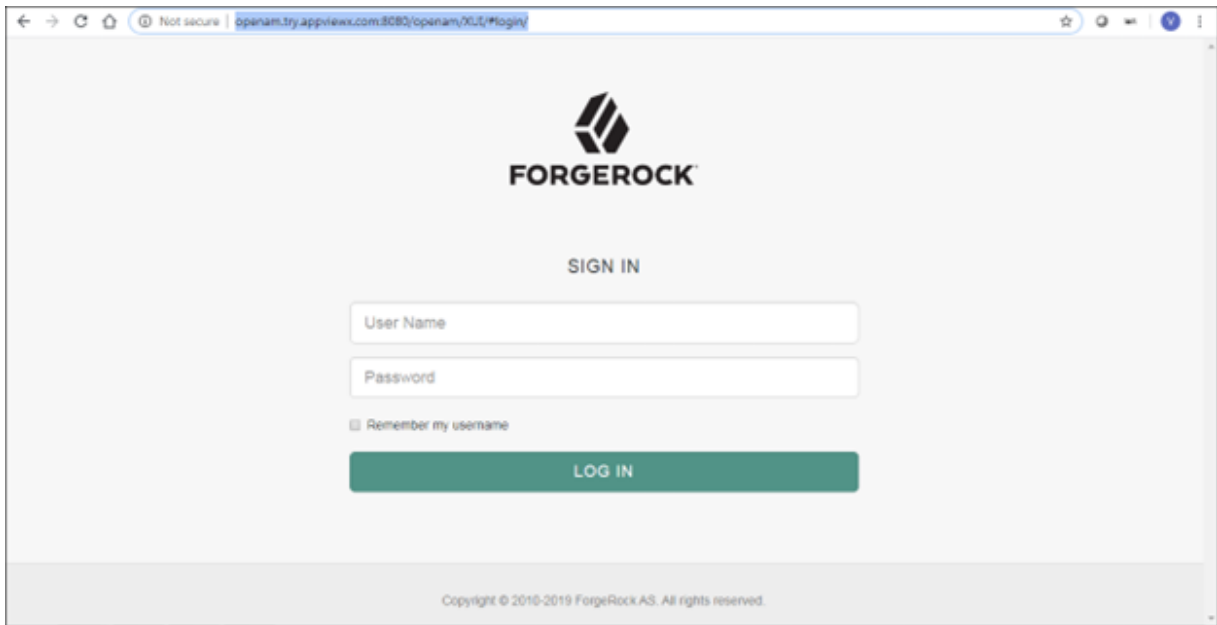 Not secure | openam.try.appviewx.com:8080/openam/XUI/#login/
V
FORGEROCK
SIGN IN
User Name
Password
Remember my username
LOG IN
Copyright © 2010-2019 ForgeRock AS. All rights reserved.